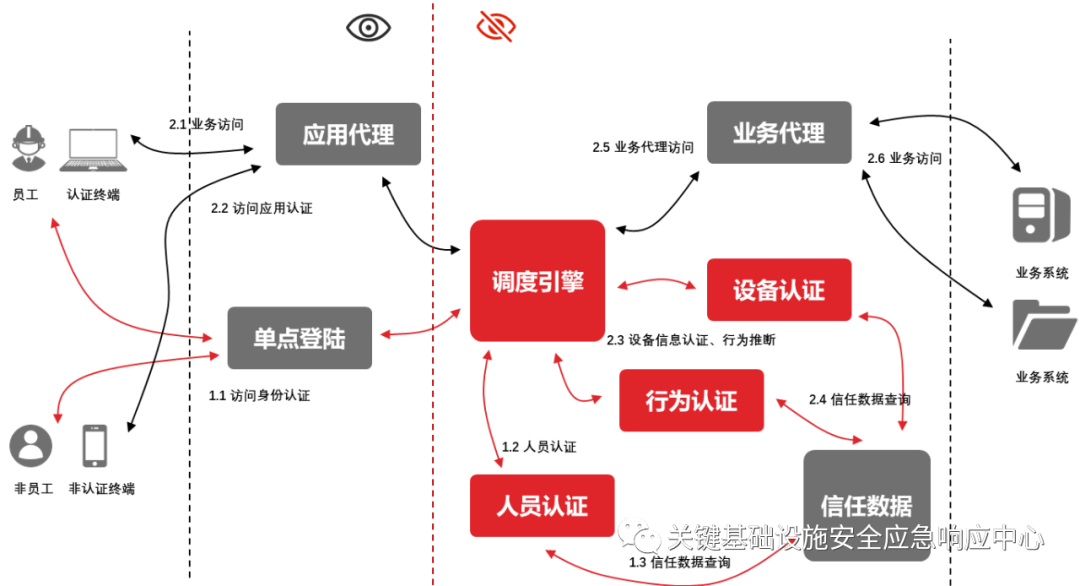 2.1 业务访问
应用代理
业务代理
2.5 业务代理访问
2.6 业务访问
员工
认证终端
2.2 访问应用认证
调度引擎
设备认证
业务系统
单点登陆
2.3 设备信息认证、行为推断
业务系统
1.1 访问身份认证
行为认证
2.4 信任数据查询
1.2 人员认证
非员工
非认证终端
人员认证
信任数据
关键基础设施安全应急响应中心
1.3 信任数据查询